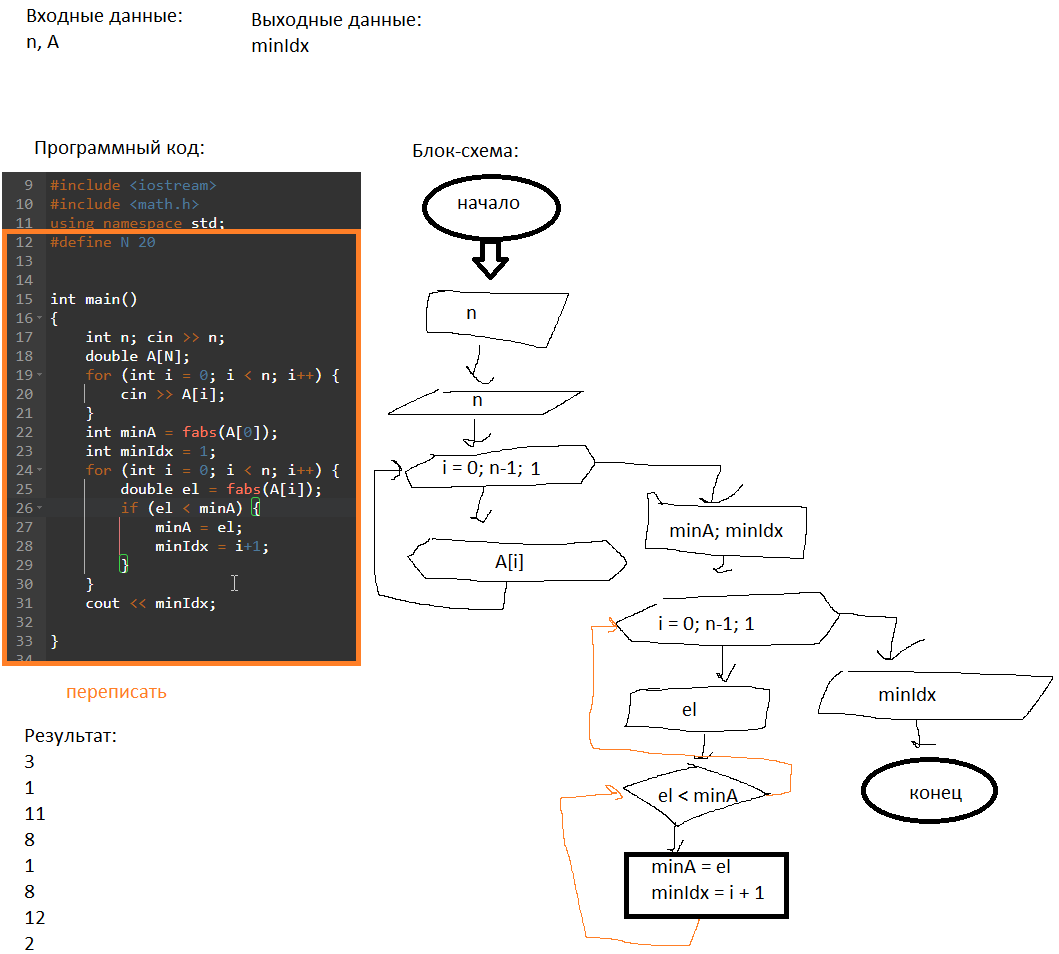 Входные данные:
n, A
Выходные данные:
minIdx
Программный код:
9 #include <iostream>
10 #include <math.h>
11 using namespace std;
12 #define N 20
13
14
15 int main()
16 {
17 int n; cin >> n;
18 double A[N];
19 for (int i = 0; i < n; i++) {
20 cin >> A[i];
21 }
22 int minA = fabs(A[0]);
23 int minIdx = 1;
24 for (int i = 0; i < n; i++) {
25 double el = fabs(A[i]);
26 if (el < minA) {
27 minA = el;
28 minIdx = i+1;
29 }
30 }
31 cout << minIdx;
32
33 }
34
переписать
Результат:
3
1
11
8
1
8
12
2
Блок-схема:
начало
n
n
i = 0; n-1; 1
A[i]
minA; minIdx
i = 0; n-1; 1
el
el < minA
minA = el
minIdx = i + 1
minIdx
конец